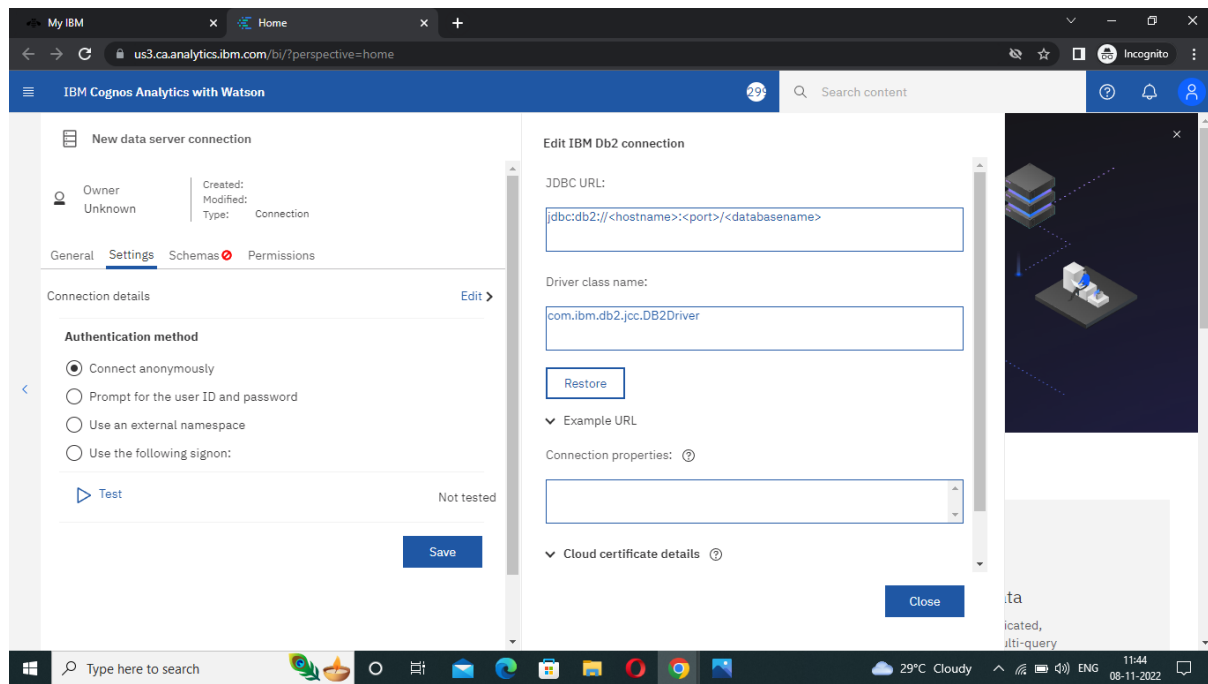 My IBM
Home
us3.ca.analytics.ibm.com/bi/?perspective=home
Incognito
IBM Cognos Analytics with Watson
Search content
New data server connection
Owner
Unknown
Created:
Modified:
Type: Connection
General Settings Schemas Permissions
Connection details Edit
Authentication method
Connect anonymously
Prompt for the user ID and password
Use an external namespace
Use the following signon:
Test Not tested
Save
Edit IBM Db2 connection
JDBC URL:
jdbc:db2://<hostname>:<port>/<databasename>
Driver class name:
com.ibm.db2.jcc.DB2Driver
Restore
Example URL
Connection properties:
Cloud certificate details
Close
ta
icated,
ulti-query
Type here to search
29°C Cloudy
ENG
11:44
08-11-2022